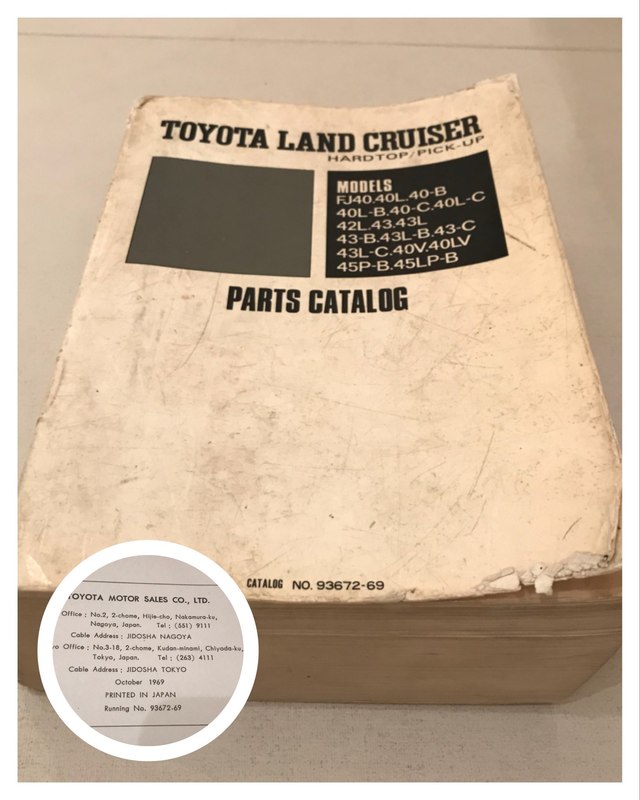 TOYOTA LAND CRUISER
HARDTOP/PICK-UP
MODELS
FJ40.40L.40-B
40L-B.40-C.40L-C
42L.43.43L
43-B.43L-B.43-C
43L-C.40V.40LV
45P-B.45LP-B
PARTS CATALOG
CATALOG NO. 93672-69
TOYOTA MOTOR SALES CO., LTD.
Office ; No.2, 2-chome, Hijie-cho, Nakamura-ku,
Nagoya, Japan. Tel ; (551) 9111
Cable Address ; JIDOSHA NAGOYA
Office ; No.3-18, 2-chome, Kudan-minami, Chiyoda-ku,
Tokyo, Japan. Tel ; (263) 4111
Cable Address ; JIDOSHA TOKYO
October 1969
PRINTED IN JAPAN
Running No. 93672-69